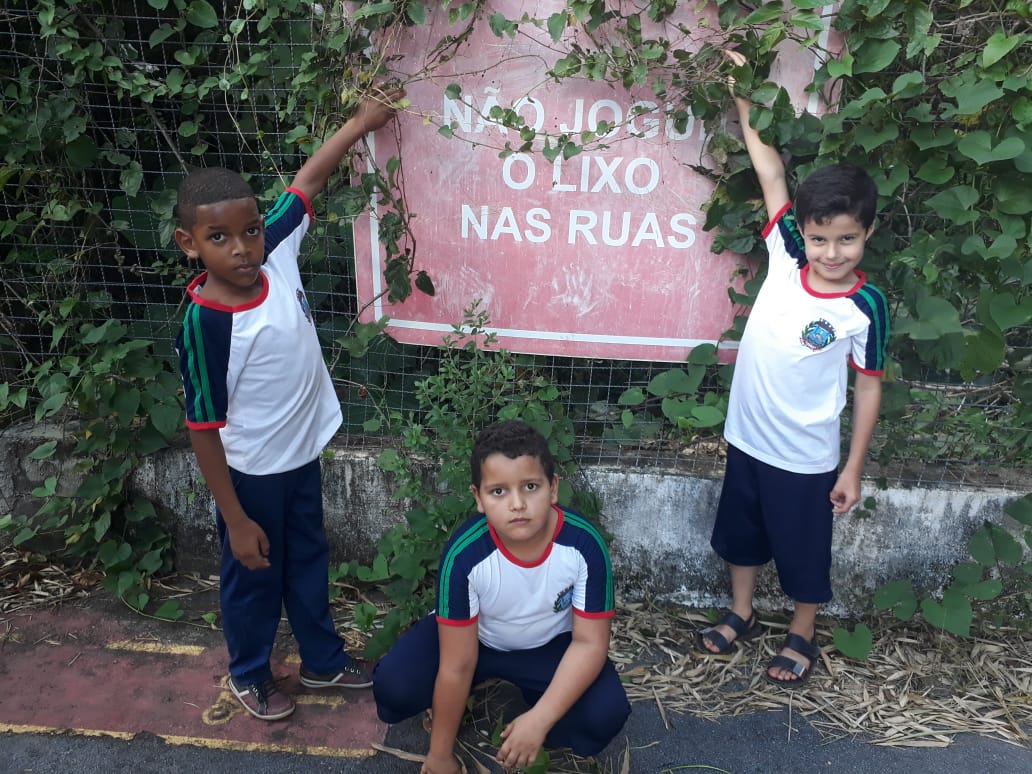 NÃO JOGUE
O LIXO
NAS RUAS